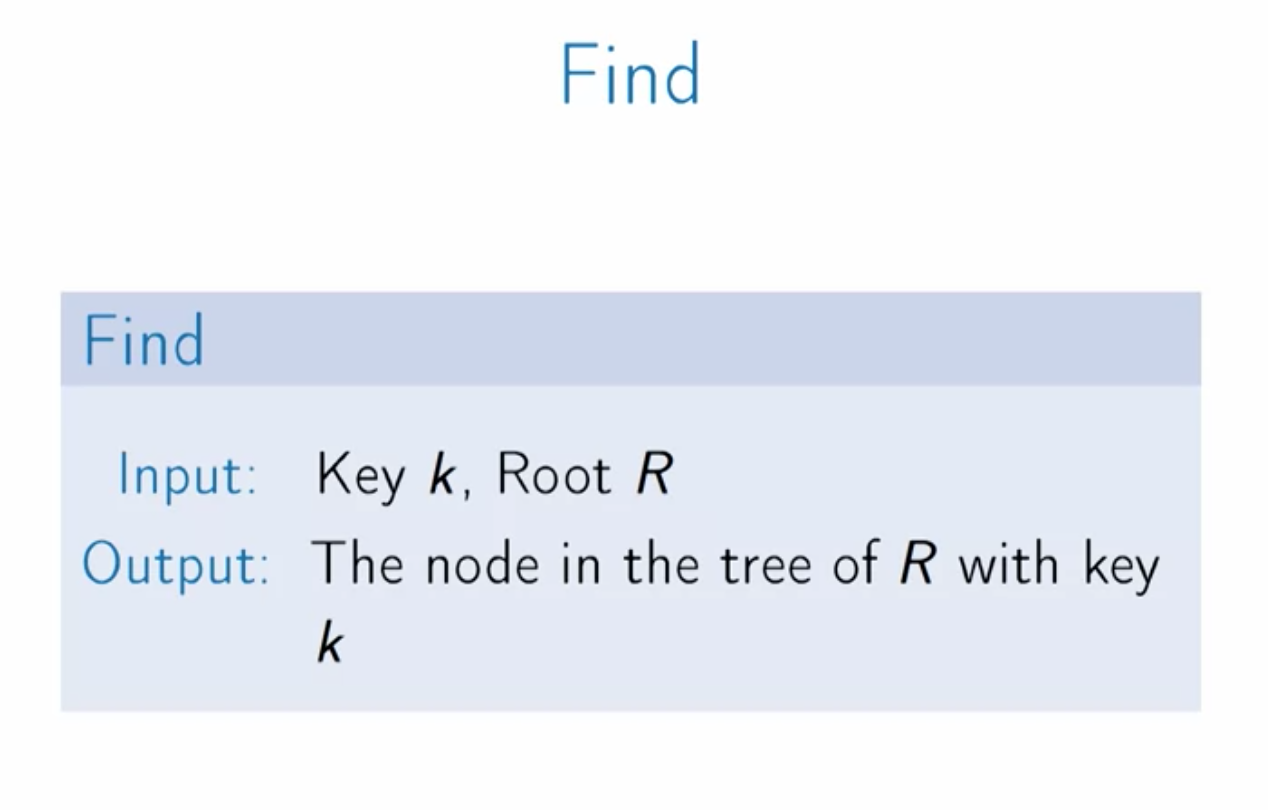 Find
Find
Input: Key k, Root R
Output: The node in the tree of R with key
k